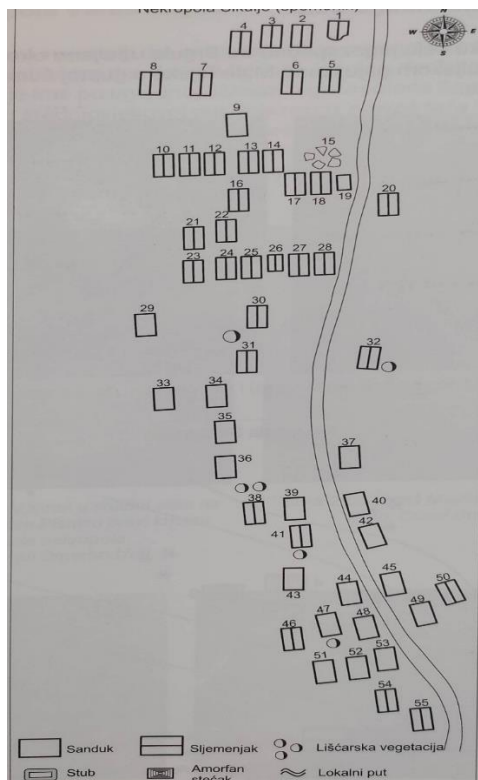 Nekropola Čikulje (Spomenik)
N
W E
S
4 3 2 1
8 7 6 5
9
10 11 12 13 14 15
16 17 18 19 20
21 22
23 24 25 26 27 28
29 30
31 32
33 34
35
36 37
38 39 40
41 42
43 44 45 50
46 47 48 49
51 52 53
54
55
Sanduk Sljemenjak Lišćarska vegetacija
Stub Amorfan stećak Lokalni put